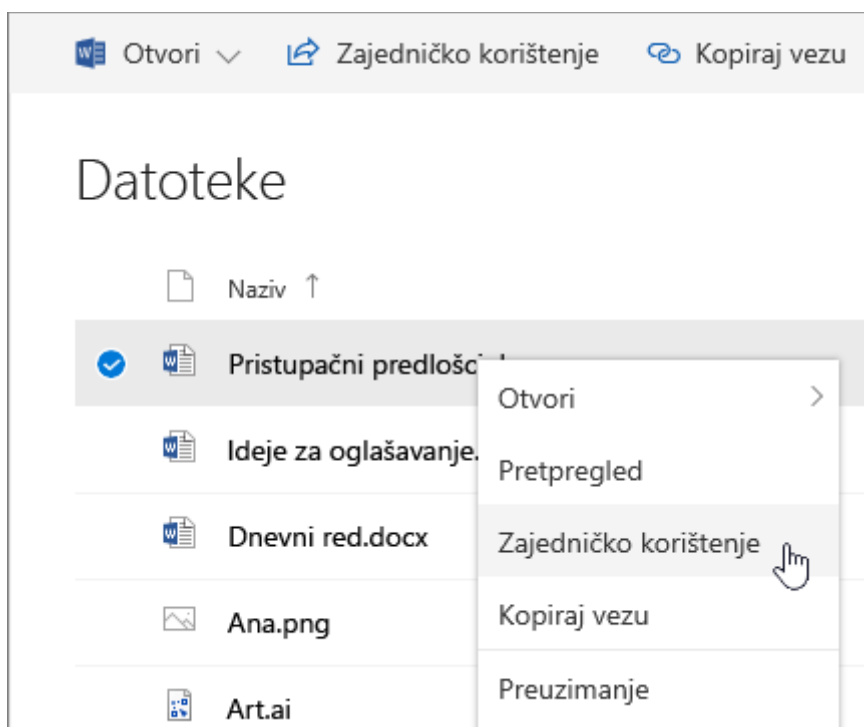 Otvori Zajedničko korištenje Kopiraj vezu
Datoteke
Naziv
Pristupačni
Otvori
Ideje za oglašavanje.
Pretpregled
Dnevni red.docx
Zajedničko korištenje
Ana.png
Kopiraj vezu
Art.ai
Preuzimanje